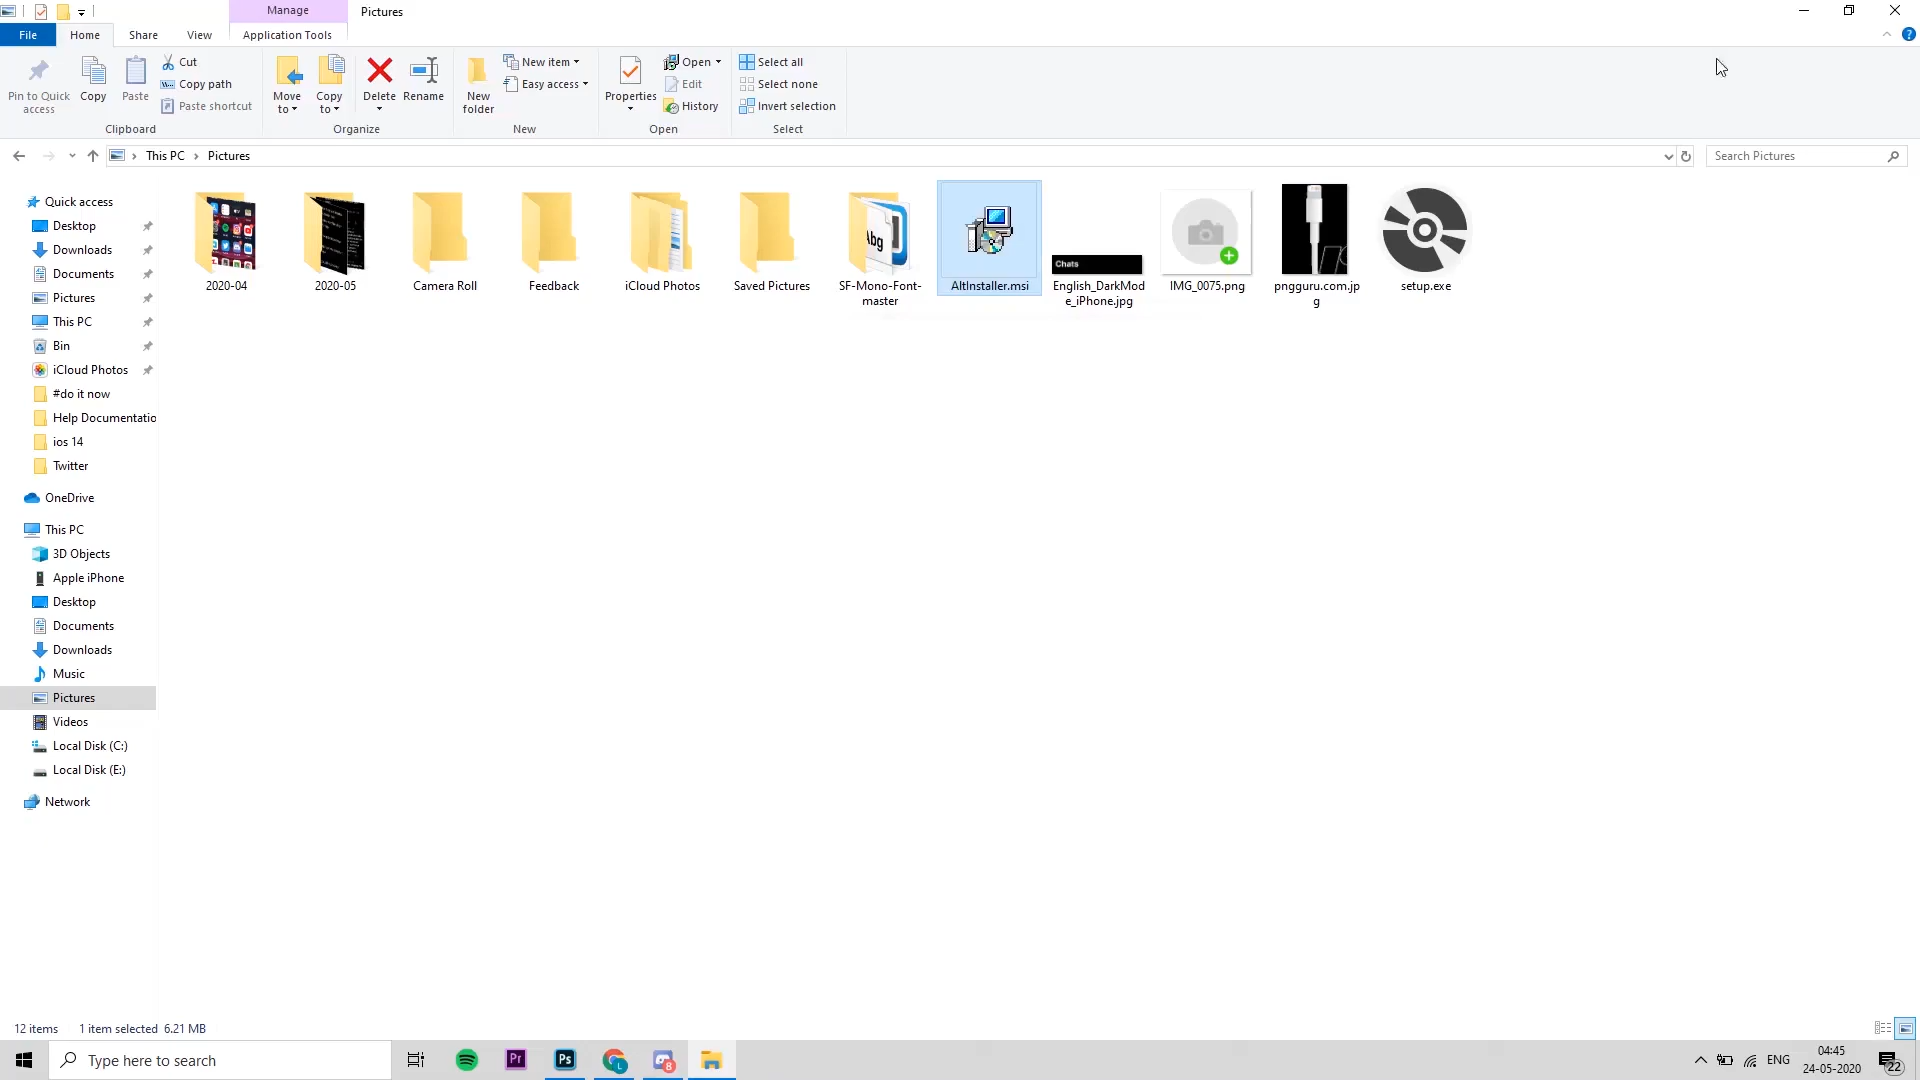 Manage
Pictures
File
Home
Share
View
Application Tools
Pin to Quick
access
Copy
Paste
Cut
Copy path
Paste shortcut
Clipboard
Move
to
Copy
to
Delete
Rename
Organize
New
folder
New item
Easy access
New
Properties
Open
Edit
History
Open
Select all
Select none
Invert selection
Select
This PC
Pictures
Search Pictures
Quick access
Desktop
Downloads
Documents
Pictures
This PC
Bin
iCloud Photos
#do it now
Help Documentatio
ios 14
Twitter
OneDrive
This PC
3D Objects
Apple iPhone
Desktop
Documents
Downloads
Music
Pictures
Videos
Local Disk (C:)
Local Disk (E:)
Network
2020-04
2020-05
Camera Roll
Feedback
iCloud Photos
Saved Pictures
Abg
SF-Mono-Font-
master
AltInstaller.msi
Chats
English_DarkMod
e_iPhone.jpg
IMG_0075.png
pngguru.com.jp
g
setup.exe
12 items
1 item selected 6.21 MB
Type here to search
Pr
Ps
L
8
ENG
04:45
24-05-2020
22